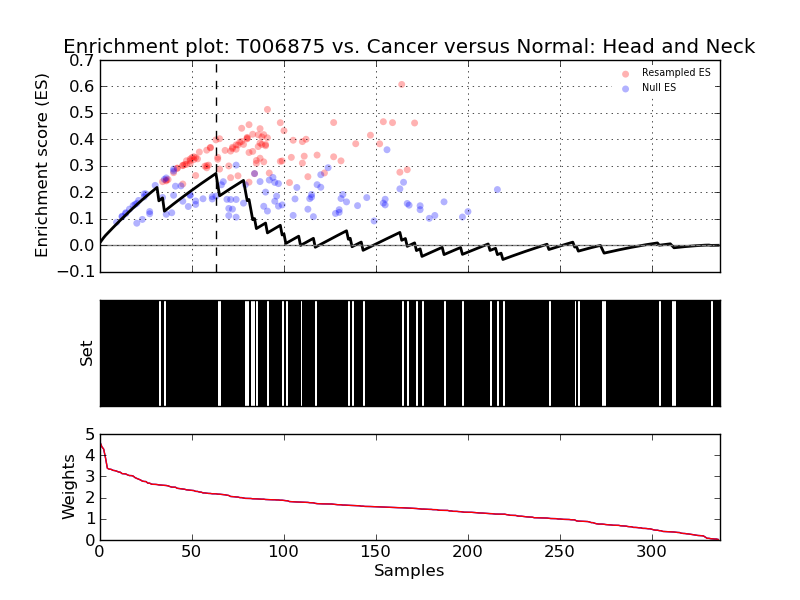 Enrichment plot: T006875 vs. Cancer versus Normal: Head and Neck
0.7
0.6
0.5
0.4
0.3
0.2
0.1
0.0
−0.1
Enrichment score (ES)
Resampled ES
Null ES
Set
5
4
3
2
1
0
Weights
0 50 100 150 200 250 300
Samples